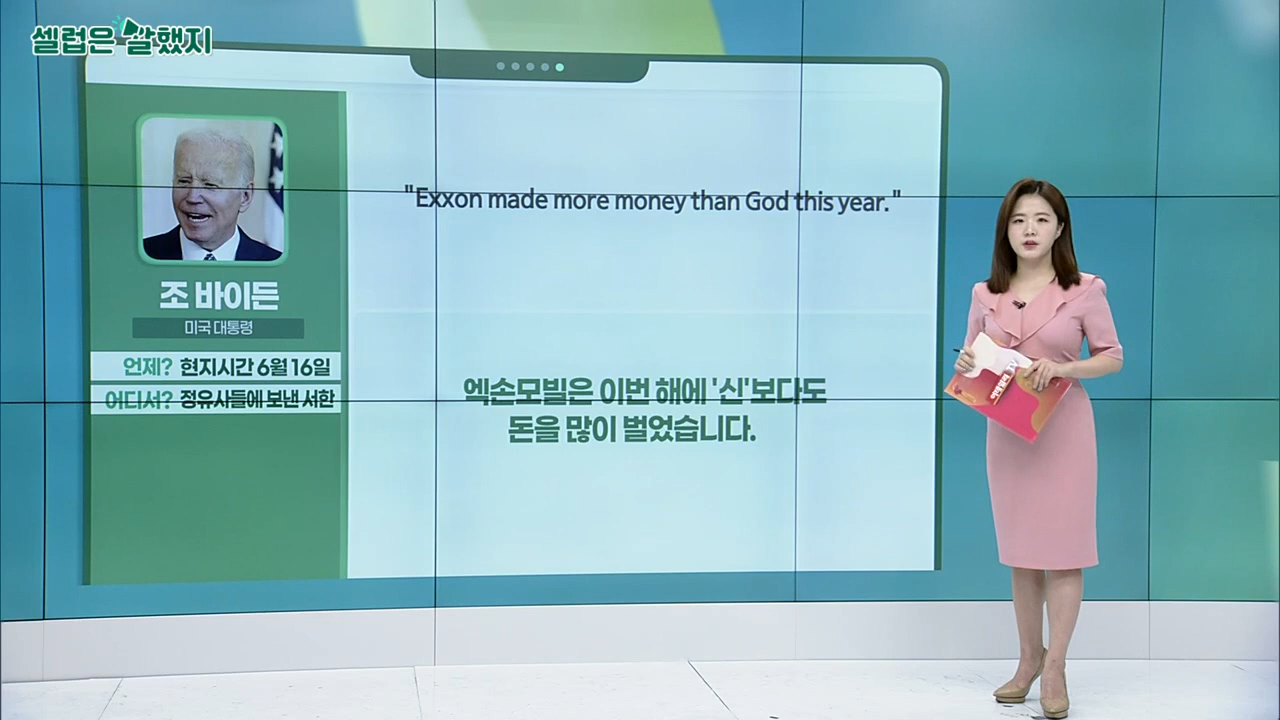 셀럽은 쌀했지
"Exxon made more money than God this year."
조 바이든
미국 대통령
언제? 현지시간 6월 16일
어디서? 정유사들에 보낸 서한
엑손모빌은 이번 해에 '신'보다도
돈을 많이 벌었습니다.